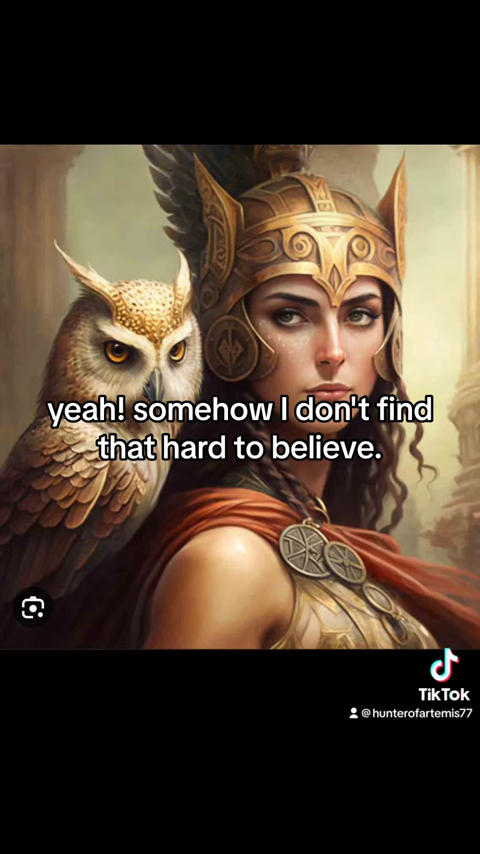 yeah! somehow I don't find
that hard to believe.
TikTok
@hunterofartemis77